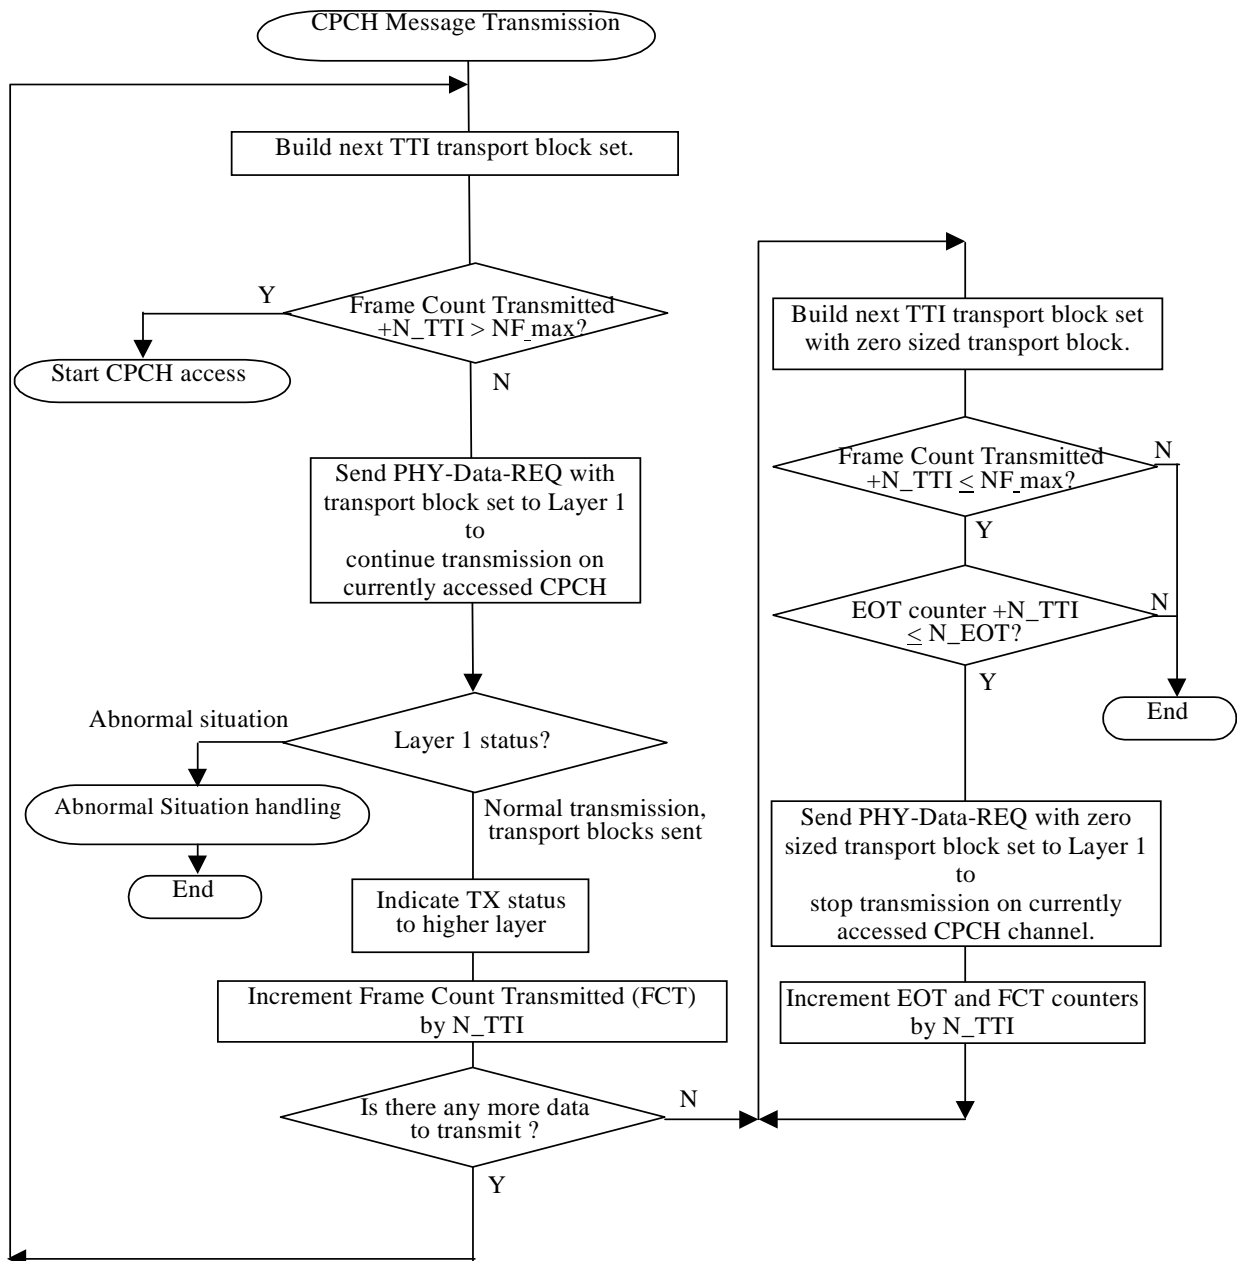 CPCH Message Transmission
Build next TTI transport block set.
Y
Frame Count Transmitted
+N_TTI > NF_max?
Start CPCH access
N
Send PHY-Data-REQ with
transport block set to Layer 1
to
continue transmission on
currently accessed CPCH
Abnormal situation
Layer 1 status?
Abnormal Situation handling
Normal transmission,
transport blocks sent
End
Indicate TX status
to higher layer
Increment Frame Count Transmitted (FCT)
by N_TTI
Is there any more data
to transmit ?
N
Y
Build next TTI transport block set
with zero sized transport block.
Frame Count Transmitted
+N_TTI ≤ NF_max?
N
Y
EOT counter +N_TTI
≤ N_EOT?
N
Y
End
Send PHY-Data-REQ with zero
sized transport block set to Layer 1
to
stop transmission on currently
accessed CPCH channel.
Increment EOT and FCT counters
by N_TTI